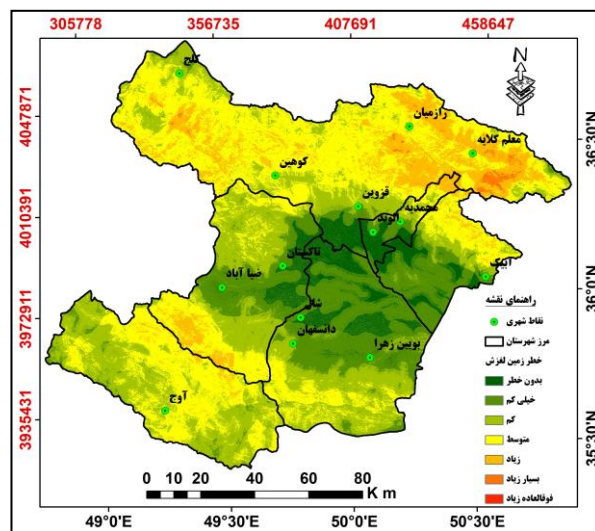 305778 356735 407691 458647
N
کلج
4047871
رازمیان
معلم کلایه
36°30'N
کوهین
قزوین
محمدیه
الوند
4010391
تاکستان
ضیا آباد
آبیک
36°0'N
راهنمای نقشه
نقاط شهری
مرز شهرستان
خطر زمین لغزش
بدون خطر
خیلی کم
کم
متوسط
زیاد
بسیار زیاد
فوقالعاده زیاد
شال
3972911
دانسفهان
بویین زهرا
آوج
3935431
35°30'N
0 10 20 40 60 80
Km
49°0'E 49°30'E 50°0'E 50°30'E